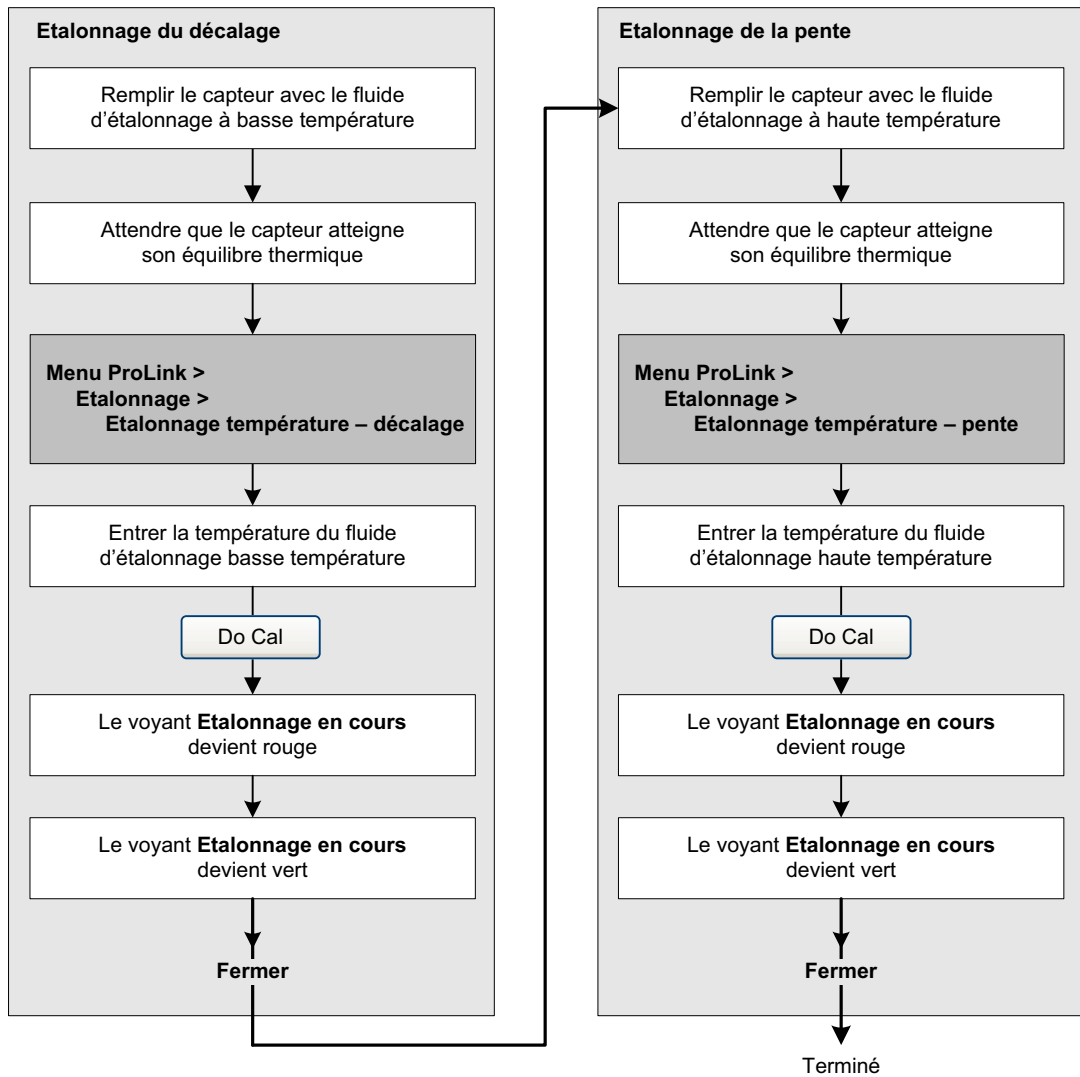 Etalonnage du décalage
Remplir le capteur avec le fluide
d’étalonnage à basse température
Attendre que le capteur atteigne
son équilibre thermique
Menu ProLink >
Etalonnage >
Etalonnage température – décalage
Entrer la température du fluide
d’étalonnage basse température
Do Cal
Le voyant Etalonnage en cours
devient rouge
Le voyant Etalonnage en cours
devient vert
Fermer
Etalonnage de la pente
Remplir le capteur avec le fluide
d’étalonnage à haute température
Attendre que le capteur atteigne
son équilibre thermique
Menu ProLink >
Etalonnage >
Etalonnage température – pente
Entrer la température du fluide
d’étalonnage haute température
Do Cal
Le voyant Etalonnage en cours
devient rouge
Le voyant Etalonnage en cours
devient vert
Fermer
Terminé